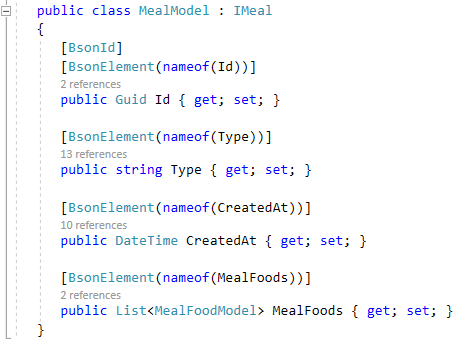 public class MealModel : IMeal
{
[BsonId]
[BsonElement(nameof(Id))]
2 references
public Guid Id { get; set; }
[BsonElement(nameof(Type))]
13 references
public string Type { get; set; }
[BsonElement(nameof(CreatedAt))]
10 references
public DateTime CreatedAt { get; set; }
[BsonElement(nameof(MealFoods))]
2 references
public List<MealFoodModel> MealFoods { get; set; }
}